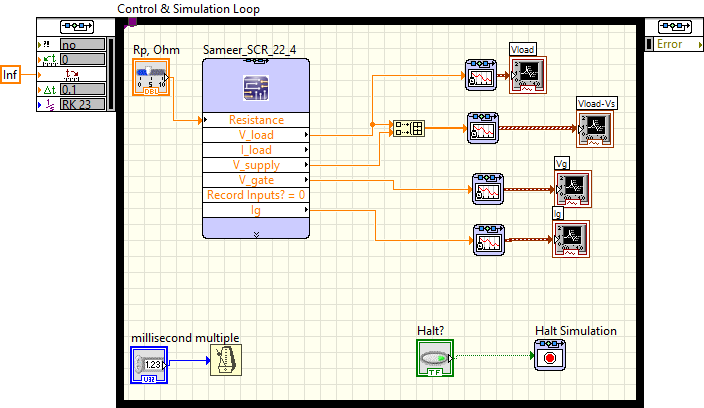 Control & Simulation Loop
?! no
0
Inf
Δt 0.1
RK 23
Error
Rp, Ohm
0 5 10
DBL
Sameer_SCR_22_4
Resistance
V_load
I_load
V_supply
V_gate
Record Inputs? = 0
Ig
Vload
Vload-Vs
Vg
Ig
millisecond multiple
1.23
U32
Halt?
TF
Halt Simulation